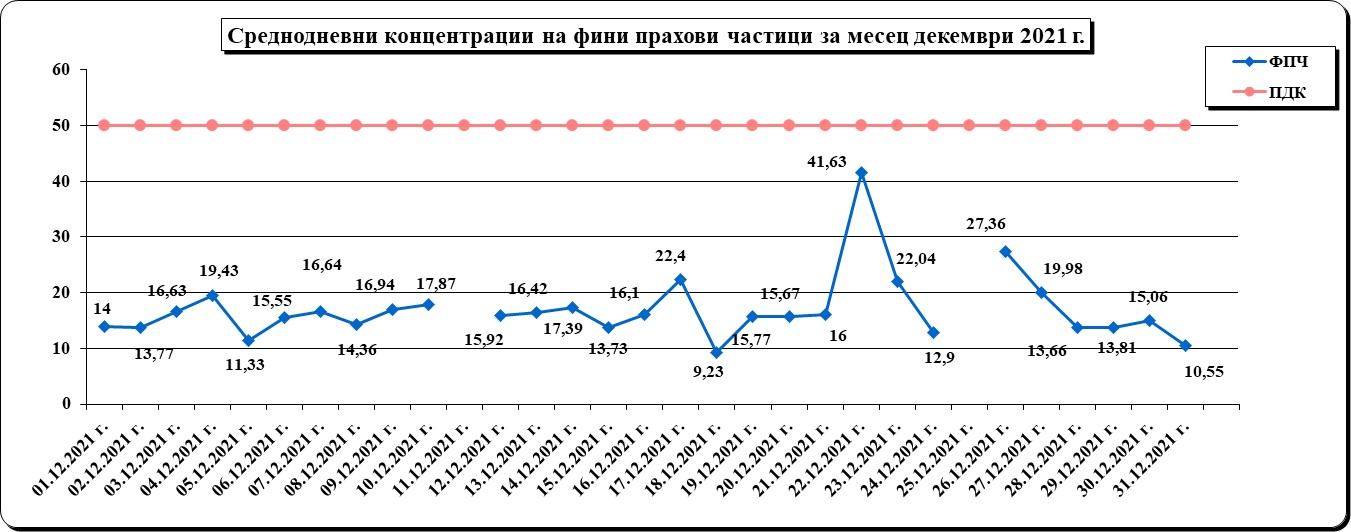 Среднодневни концентрации на фини прахови частици за месец декември 2021 г.
ФПЧ
ПДК
60
50
40
30
20
10
0
14
13,77
16,63
19,43
11,33
15,55
16,64
14,36
16,94
17,87
15,92
16,42
17,39
13,73
16,1
22,4
9,23
15,77
15,67
16
41,63
22,04
12,9
27,36
19,98
13,66
13,81
15,06
10,55
01.12.2021 г.
02.12.2021 г.
03.12.2021 г.
04.12.2021 г.
05.12.2021 г.
06.12.2021 г.
07.12.2021 г.
08.12.2021 г.
09.12.2021 г.
10.12.2021 г.
11.12.2021 г.
12.12.2021 г.
13.12.2021 г.
14.12.2021 г.
15.12.2021 г.
16.12.2021 г.
17.12.2021 г.
18.12.2021 г.
19.12.2021 г.
20.12.2021 г.
21.12.2021 г.
22.12.2021 г.
23.12.2021 г.
24.12.2021 г.
25.12.2021 г.
26.12.2021 г.
27.12.2021 г.
28.12.2021 г.
29.12.2021 г.
30.12.2021 г.
31.12.2021 г.